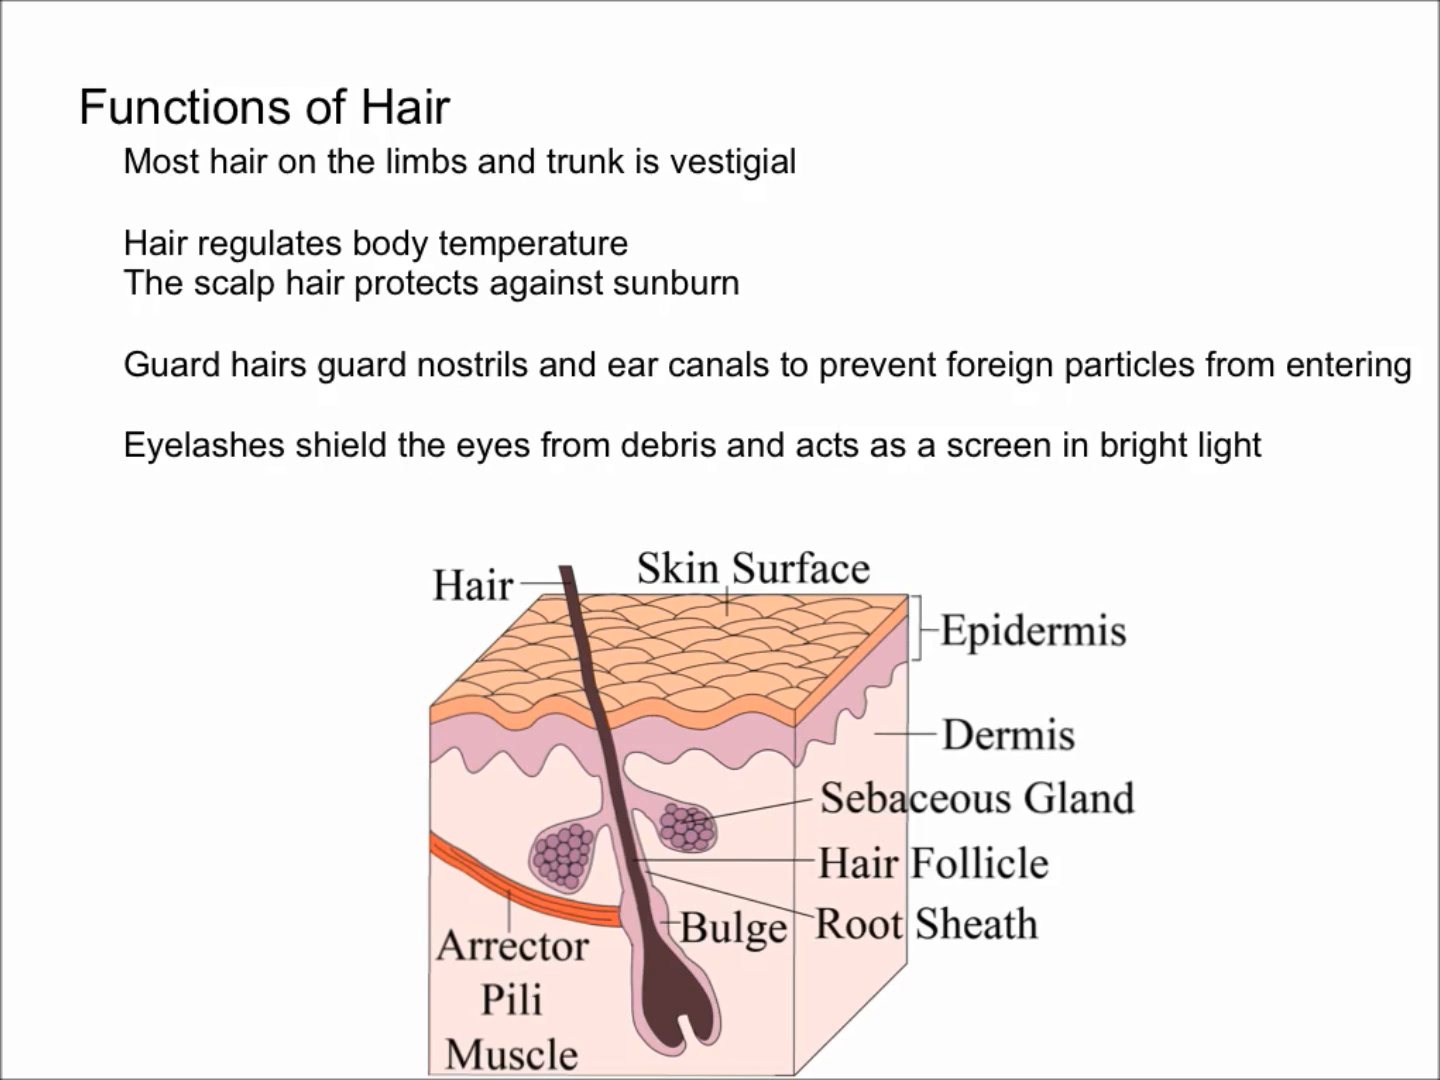 Functions of Hair
Most hair on the limbs and trunk is vestigial
Hair regulates body temperature
The scalp hair protects against sunburn
Guard hairs guard nostrils and ear canals to prevent foreign particles from entering
Eyelashes shield the eyes from debris and acts as a screen in bright light
Hair
Skin Surface
Epidermis
Dermis
Sebaceous Gland
Hair Follicle
Root Sheath
Bulge
Arrector
Pili
Muscle